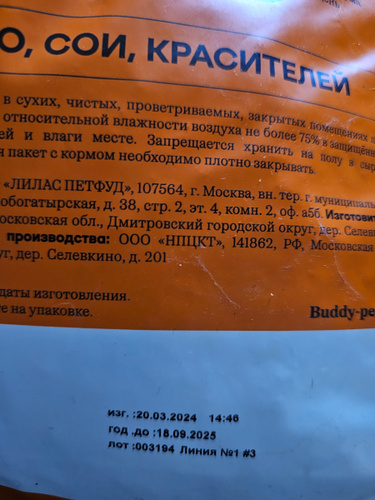 О, СОИ, КРАСИТЕЛЕЙ
в сухих, чистых, проветриваемых, закрытых помещениях
относительной влажности воздуха не более 75% в защищённ
ей и влаги месте. Запрещается хранить на полу в сыр
пакет с кормом необходимо плотно закрывать.
«ЛИЛАС ПЕТФУД», 107564, г. Москва, вн. тер. г. муниципаль
обогатырская, д. 38, стр. 2, эт. 4, комн. 2, оф. а5б. Изготовит
осковская обл., Дмитровский городской округ, дер. Селев
производства: ООО «НПЦКТ», 141862, РФ, Московская
уг, дер. Селевкино, д. 201
даты изготовления.
те на упаковке.
Buddy-pe
изг. :20.03.2024 14:46
год .до :18.09.2025
лот :003194 Линия №1 #3